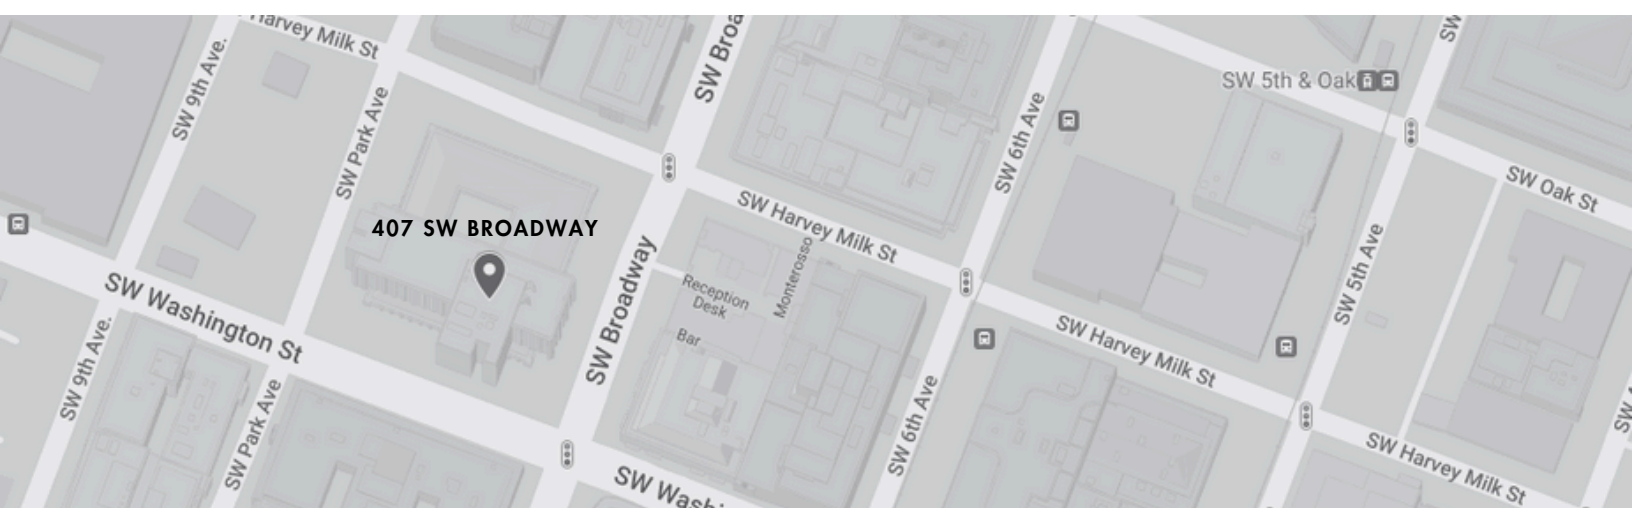 Harvey Milk St
SW Broa
SW
SW 9th Ave.
SW 5th & Oak
SW Park Ave
SW 6th Ave
SW Oak St
SW Harvey Milk St
407 SW BROADWAY
SW Broadway
Monterosso
Reception
Desk
Bar
SW 5th Ave
SW Washington St
SW Harvey Milk St
SW 9th Ave.
SW Park Ave
SW 6th Ave
SW Harvey Milk St
SW Washi
SW